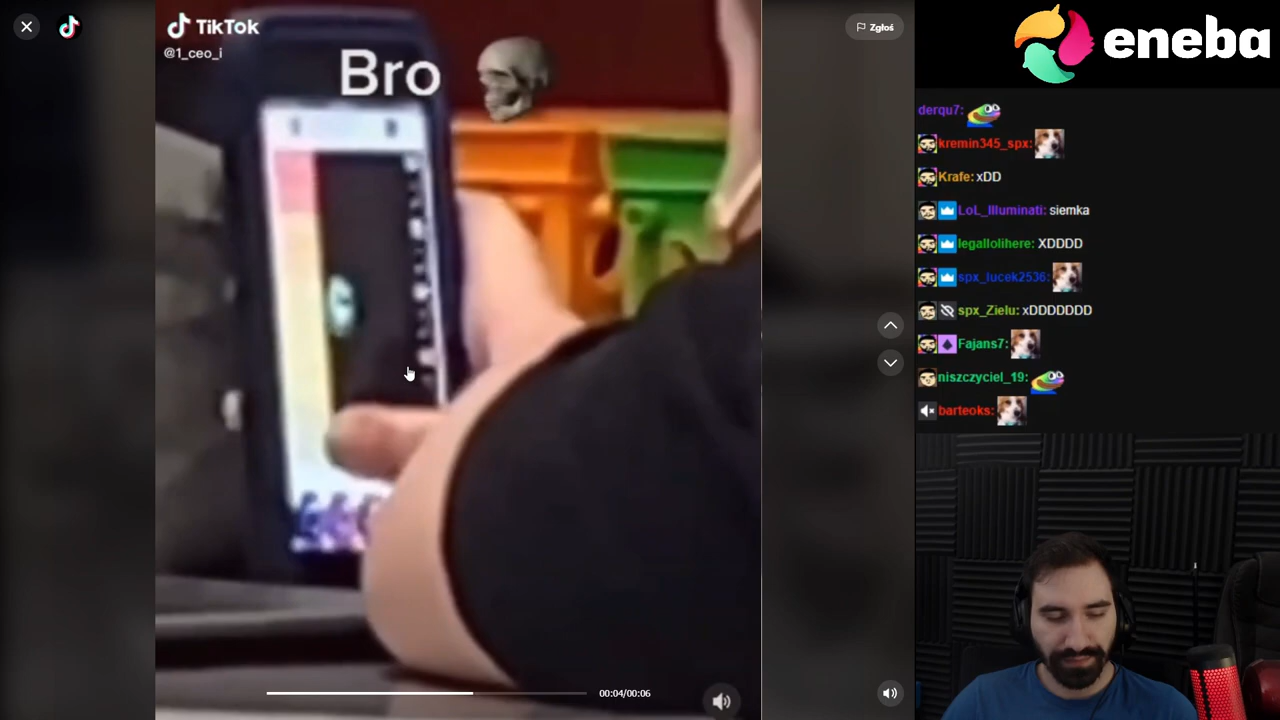 TikTok
@1_ceo_i
Bro
Zgłoś
eneba
derqu7:
kremin345_spx:
Krafe: xDD
LoL_Illuminati: siemka
legallolihere: XDDDD
spx_lucek2536:
spx_Zielu: xDDDDDDD
Fajans7:
niszczyciel_19:
barteoks:
00:04/00:06